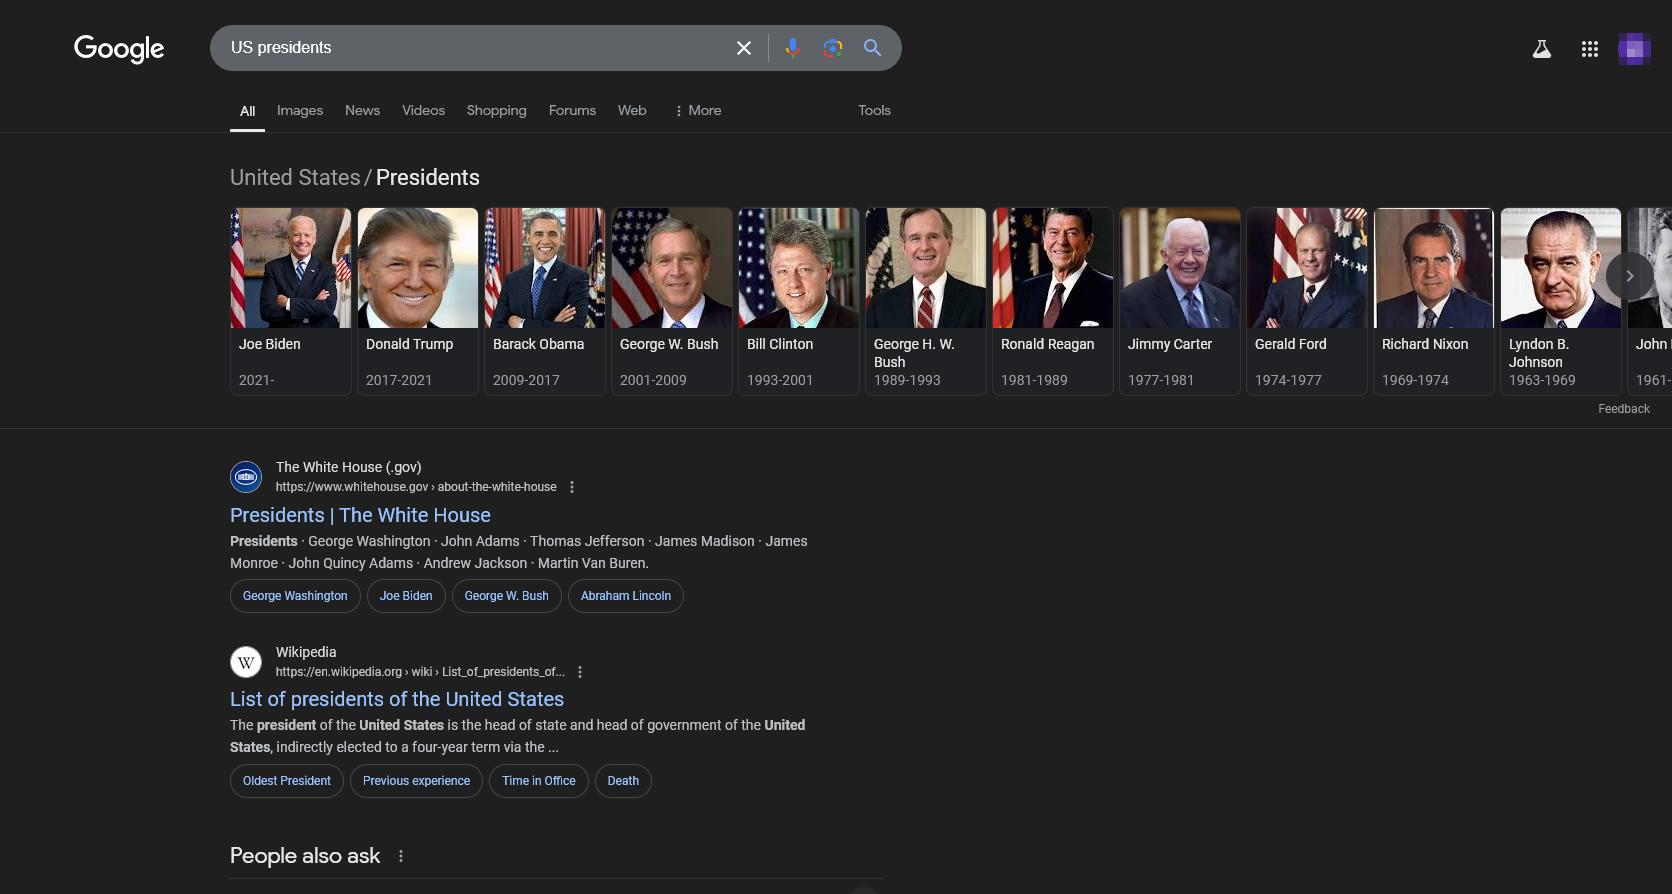 Google
US presidents
All Images News Videos Shopping Forums Web More Tools
United States / Presidents
Joe Biden
2021-
Donald Trump
2017-2021
Barack Obama
2009-2017
George W. Bush
2001-2009
Bill Clinton
1993-2001
George H. W.
Bush
1989-1993
Ronald Reagan
1981-1989
Jimmy Carter
1977-1981
Gerald Ford
1974-1977
Richard Nixon
1969-1974
Lyndon B.
Johnson
1963-1969
John
1961-
Feedback
The White House (.gov)
https://www.whitehouse.gov › about-the-white-house
Presidents | The White House
Presidents · George Washington · John Adams · Thomas Jefferson · James Madison · James
Monroe · John Quincy Adams · Andrew Jackson · Martin Van Buren.
George Washington Joe Biden George W. Bush Abraham Lincoln
W
Wikipedia
https://en.wikipedia.org › wiki › List_of_presidents_of...
List of presidents of the United States
The president of the United States is the head of state and head of government of the United
States, indirectly elected to a four-year term via the ...
Oldest President Previous experience Time in Office Death
People also ask